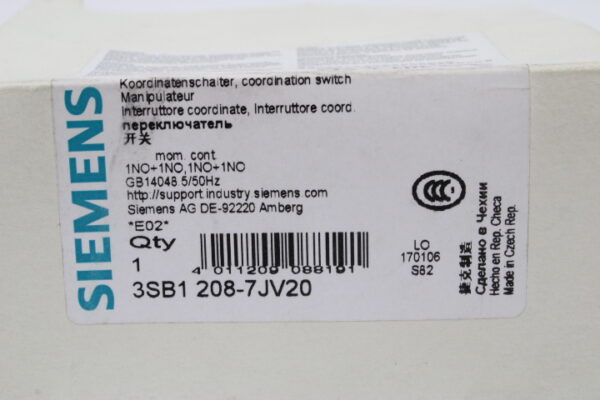 SIEMENS
Koordinatenschalter, coordination switch
Manipulateur
Interruttore coordinate, Interruttore coord.
переключатель
开关
mom. cont.
1NO+1NO,1NO+1NO
GB14048.5/50Hz
http://support.industry.siemens.com
Siemens AG DE-92220 Amberg
*E02*
Qty
1
4 011209 088191
3SB1 208-7JV20
CCC
LO
170106
S82
捷克制造
Сделано в Чехии
Hecho en Rep. Checa
Made in Czech Rep.